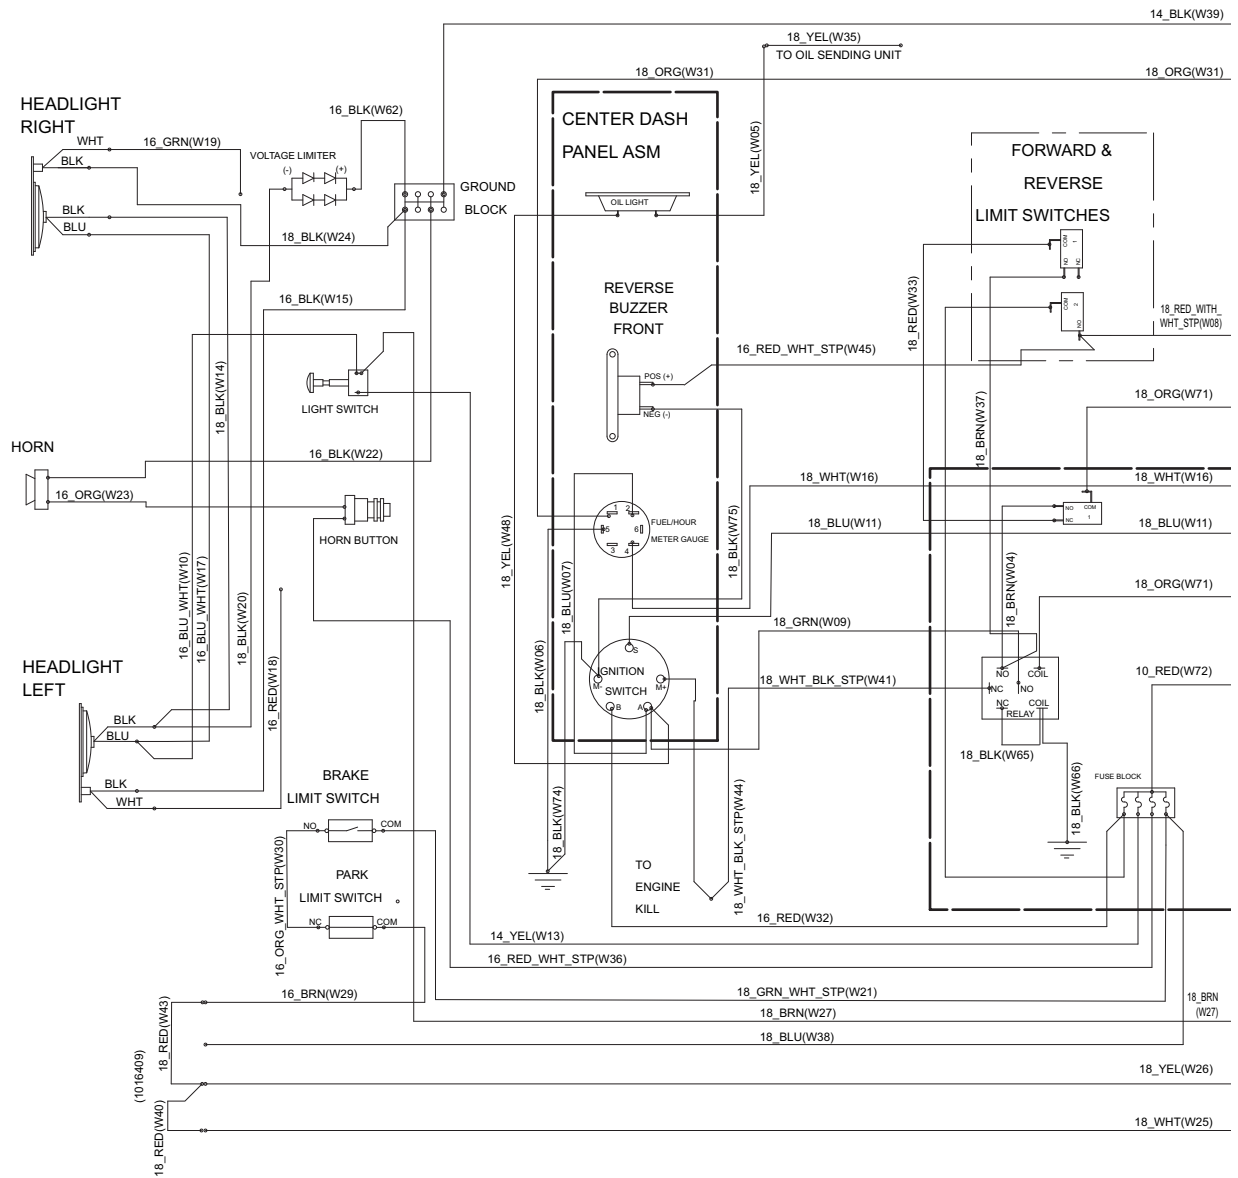 14_BLK(W39)
18_YEL(W35)
TO OIL SENDING UNIT
18_ORG(W31)
18_ORG(W31)
HEADLIGHT
RIGHT
16_BLK(W62)
WHT
16_GRN(W19)
BLK
VOLTAGE LIMITER
(-)
(+)
CENTER DASH
PANEL ASM
18_YEL(W05)
FORWARD &
REVERSE
LIMIT SWITCHES
GROUND
BLOCK
OIL LIGHT
BLK
BLU
18_BLK(W24)
COM
1
NO
NC
16_BLK(W15)
REVERSE
BUZZER
FRONT
18_RED(W33)
COM
2
NO
18_RED_WITH_
WHT_STP(W08)
16_RED_WHT_STP(W45)
POS (+)
NEG (-)
18_BLK(W14)
LIGHT SWITCH
18_BRN(W37)
18_ORG(W71)
HORN
16_BLK(W22)
16_ORG(W23)
HORN BUTTON
18_WHT(W16)
18_WHT(W16)
1
2
5
6
3
4
FUEL/HOUR
METER GAUGE
NO
COM
1
NC
18_BLU(W11)
18_BLU(W11)
18_YEL(W48)
18_BLK(W75)
18_BLU(W07)
18_BRN(W04)
18_ORG(W71)
16_BLU_WHT(W10)
16_BLU_WHT(W17)
18_BLK(W20)
16_RED(W18)
18_BLK(W06)
18_GRN(W09)
S
IGNITION
SWITCH
M-
M+
B
A
HEADLIGHT
LEFT
18_WHT_BLK_STP(W41)
NO
COIL
NC
NO
NC
COIL
RELAY
10_RED(W72)
BLK
BLU
BLK
WHT
18_BLK(W65)
18_BLK(W66)
FUSE BLOCK
BRAKE
LIMIT SWITCH
NO
COM
PARK
LIMIT SWITCH
NC
COM
16_ORG_WHT_STP(W30)
18_BLK(W74)
TO
ENGINE
KILL
18_WHT_BLK_STP(W44)
16_RED(W32)
14_YEL(W13)
16_RED_WHT_STP(W36)
16_BRN(W29)
18_GRN_WHT_STP(W21)
18_BRN
(W27)
18_BRN(W27)
18_RED(W43)
18_BLU(W38)
(1016409)
18_YEL(W26)
18_RED(W40)
18_WHT(W25)